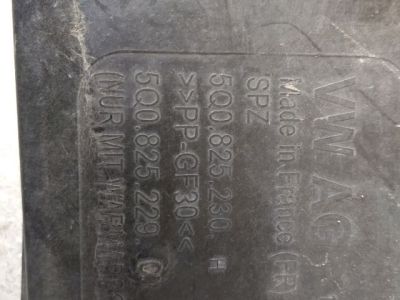 VW AG
Made in France (FR
SPZ
5Q0.825.230. H
>>PP-GF30<<
5Q0.825.229. C
(NUR MIT